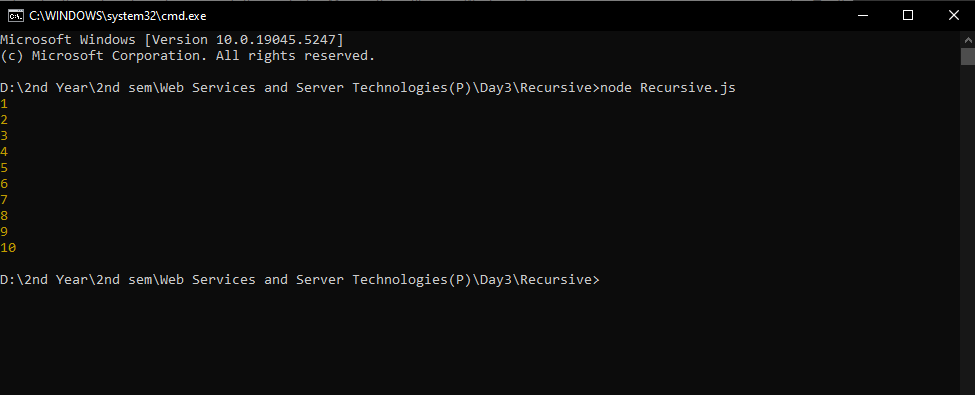 C:\WINDOWS\system32\cmd.exe
Microsoft Windows [Version 10.0.19045.5247]
(c) Microsoft Corporation. All rights reserved.
D:\2nd Year\2nd sem\Web Services and Server Technologies(P)\Day3\Recursive>node Recursive.js
1
2
3
4
5
6
7
8
9
10
D:\2nd Year\2nd sem\Web Services and Server Technologies(P)\Day3\Recursive>